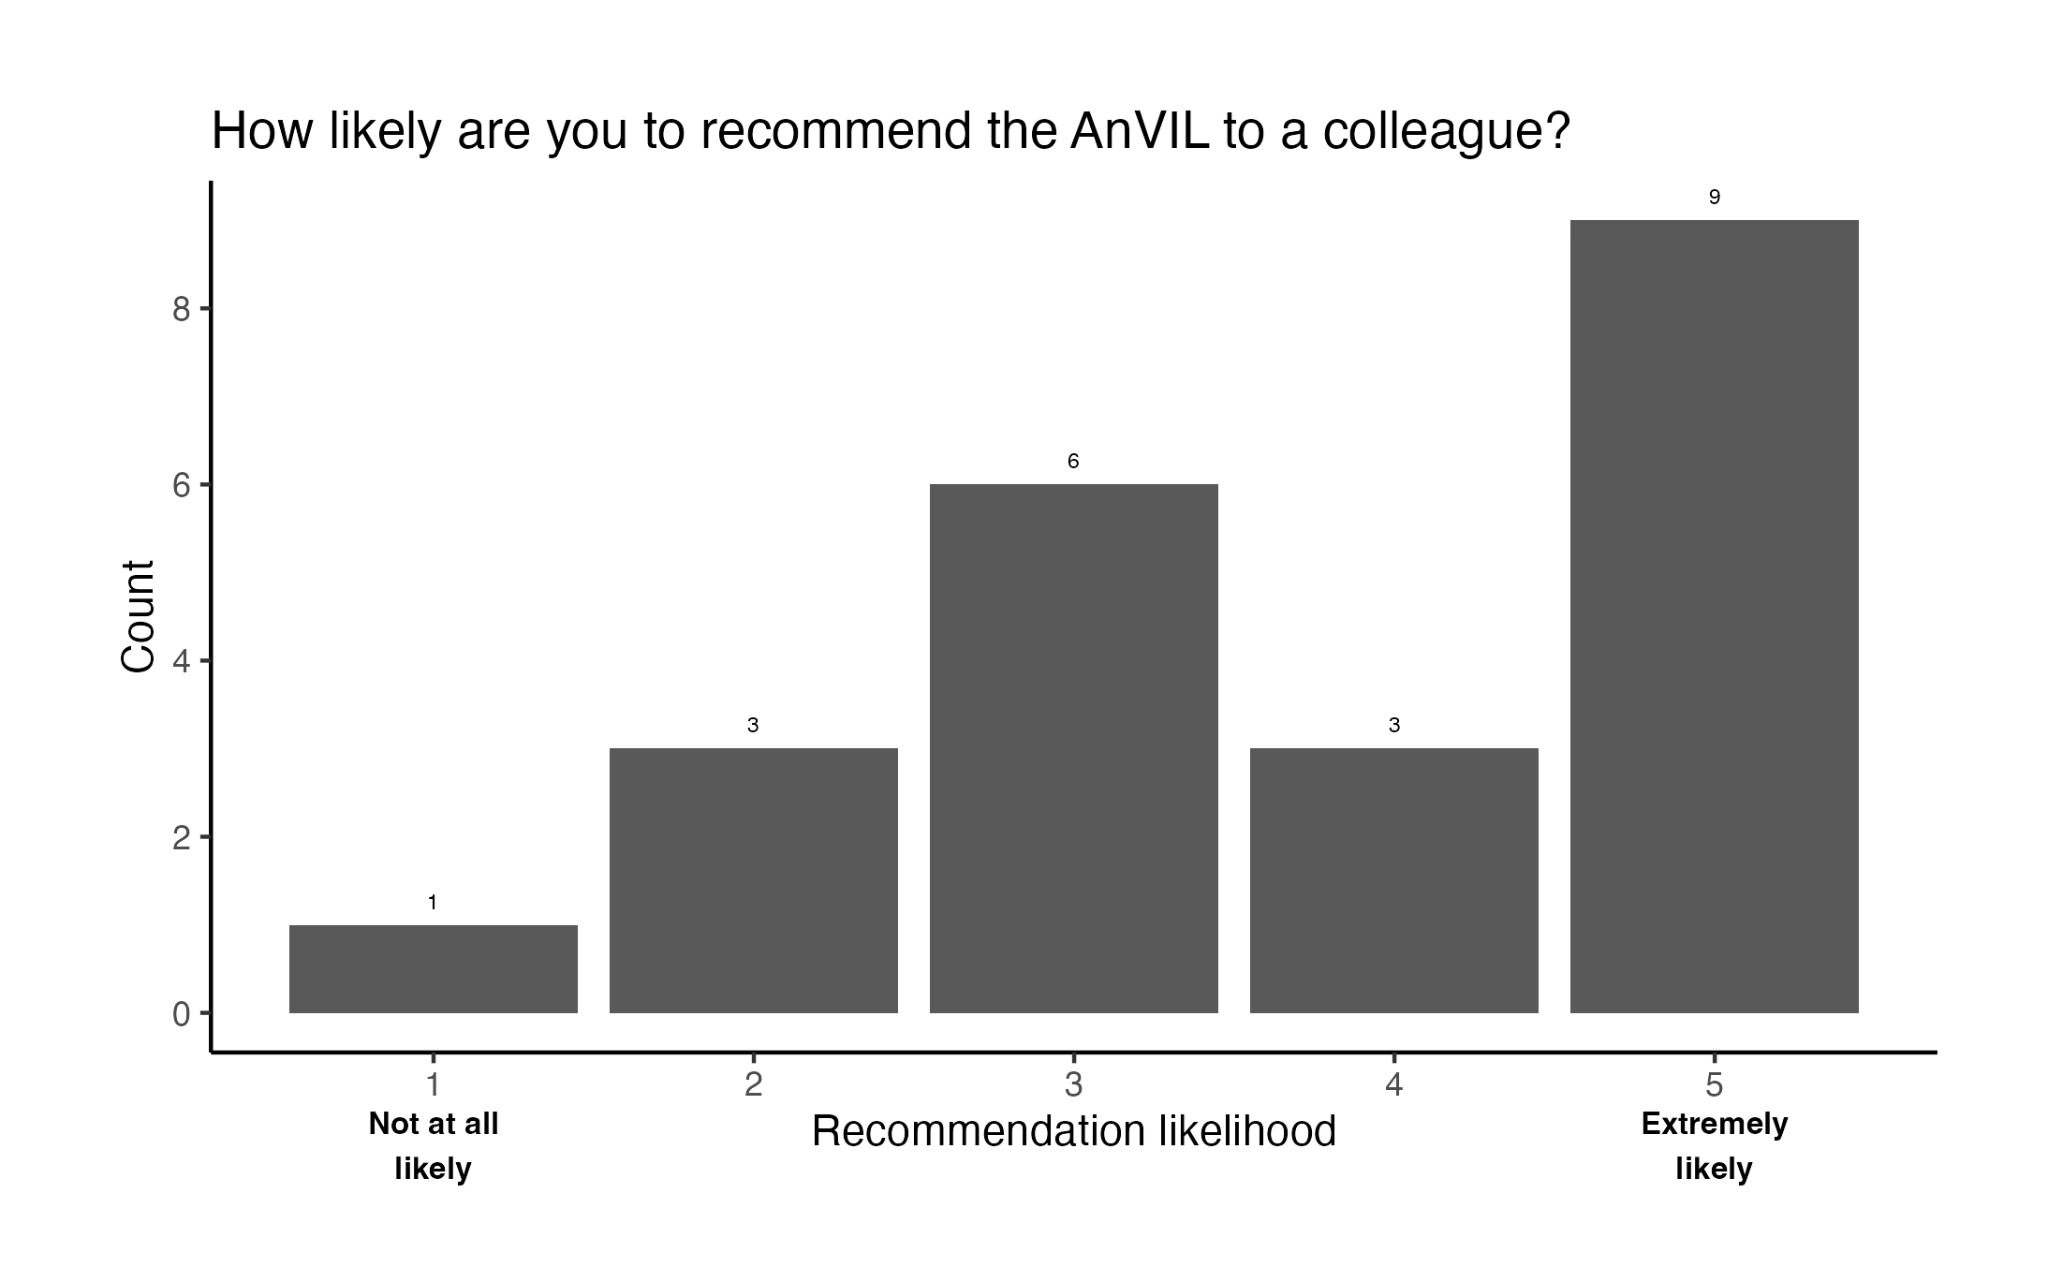 How likely are you to recommend the AnVIL to a colleague?
Count
8
6
4
2
0
1
3
6
3
9
1
2
3
4
5
Not at all
likely
Recommendation likelihood
Extremely
likely